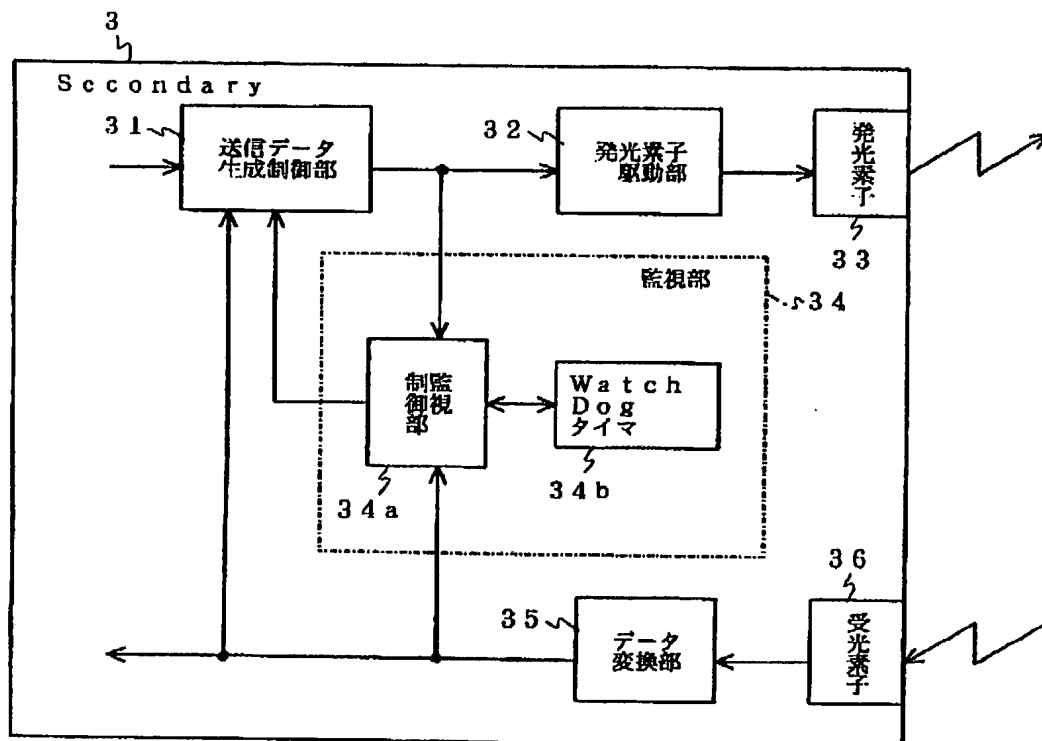 3
Secondary
31
送信データ
生成制御部
32
発光素子
駆動部
発光素子
33
監視部
34
監視
制御部
34a
Watch
Dog
タイマ
34b
35
データ
変換部
36
受光素子